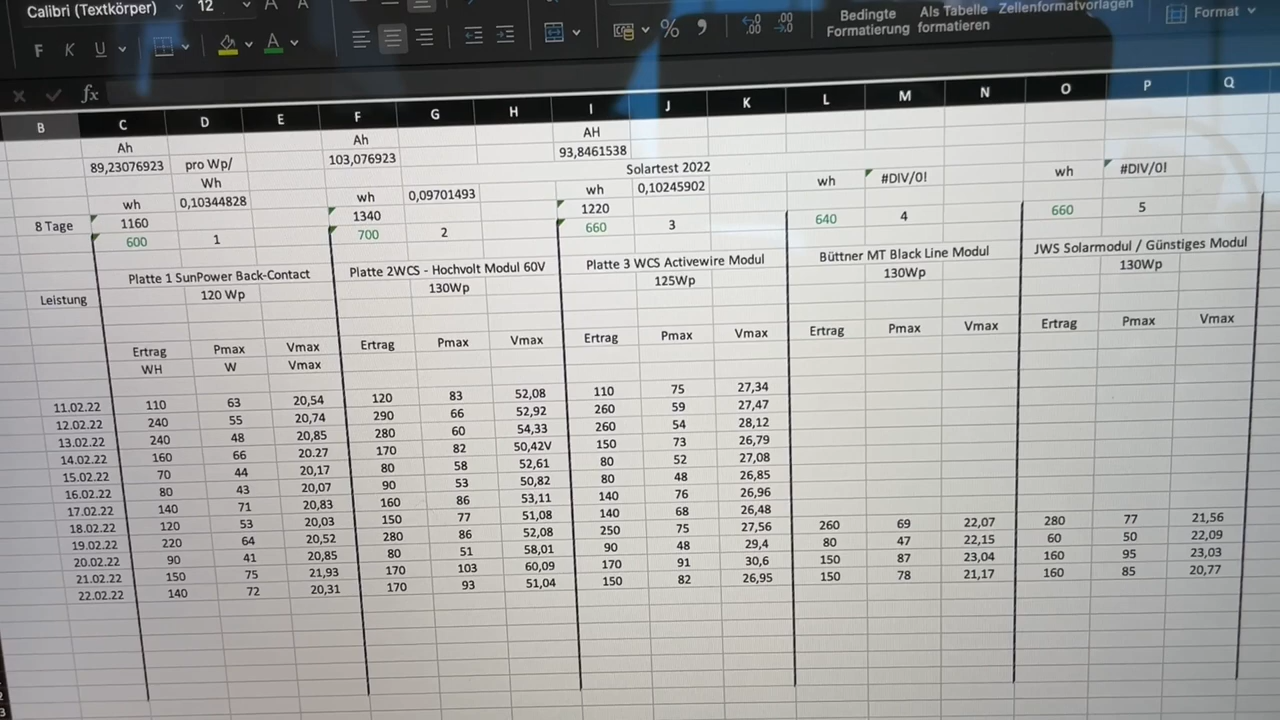 Calibri (Textkörper) 12 A A
F K U A % 000
Bedingte Formatierung Als Tabelle formatieren Zellenformatvorlagen Format
fx
B C D E F G H I J K L M N O P Q
Ah Ah AH
89,23076923 pro Wp/ 103,076923 93,8461538
Wh Solartest 2022
wh 0,10344828 wh 0,09701493 wh 0,10245902 wh #DIV/0! wh #DIV/0!
8 Tage 1160 1340 1220
600 1 700 2 660 3 640 4 660 5
Platte 1 SunPower Back-Contact Platte 2WCS - Hochvolt Modul 60V Platte 3 WCS Activewire Modul Büttner MT Black Line Modul JWS Solarmodul / Günstiges Modul
Leistung 120 Wp 130Wp 125Wp 130Wp 130Wp
Ertrag Pmax Vmax Ertrag Pmax Vmax Ertrag Pmax Vmax Ertrag Pmax Vmax Ertrag Pmax Vmax
WH W Vmax
11.02.22 110 63 20,54 120 83 52,08 110 75 27,34
12.02.22 240 55 20,74 290 66 52,92 260 59 27,47
13.02.22 240 48 20,85 280 60 54,33 260 54 28,12
14.02.22 160 66 20.27 170 82 50,42V 150 73 26,79
15.02.22 70 44 20,17 80 58 52,61 80 52 27,08
16.02.22 80 43 20,07 90 53 50,82 80 48 26,85
17.02.22 140 71 20,83 160 86 53,11 140 76 26,96
18.02.22 120 53 20,03 150 77 51,08 140 68 26,48
19.02.22 220 64 20,52 280 86 52,08 250 75 27,56 260 69 22,07 280 77 21,56
20.02.22 90 41 20,85 80 51 58,01 90 48 29,4 80 47 22,15 60 50 22,09
21.02.22 150 75 21,93 170 103 60,09 170 91 30,6 150 87 23,04 160 95 23,03
22.02.22 140 72 20,31 170 93 51,04 150 82 26,95 150 78 21,17 160 85 20,77